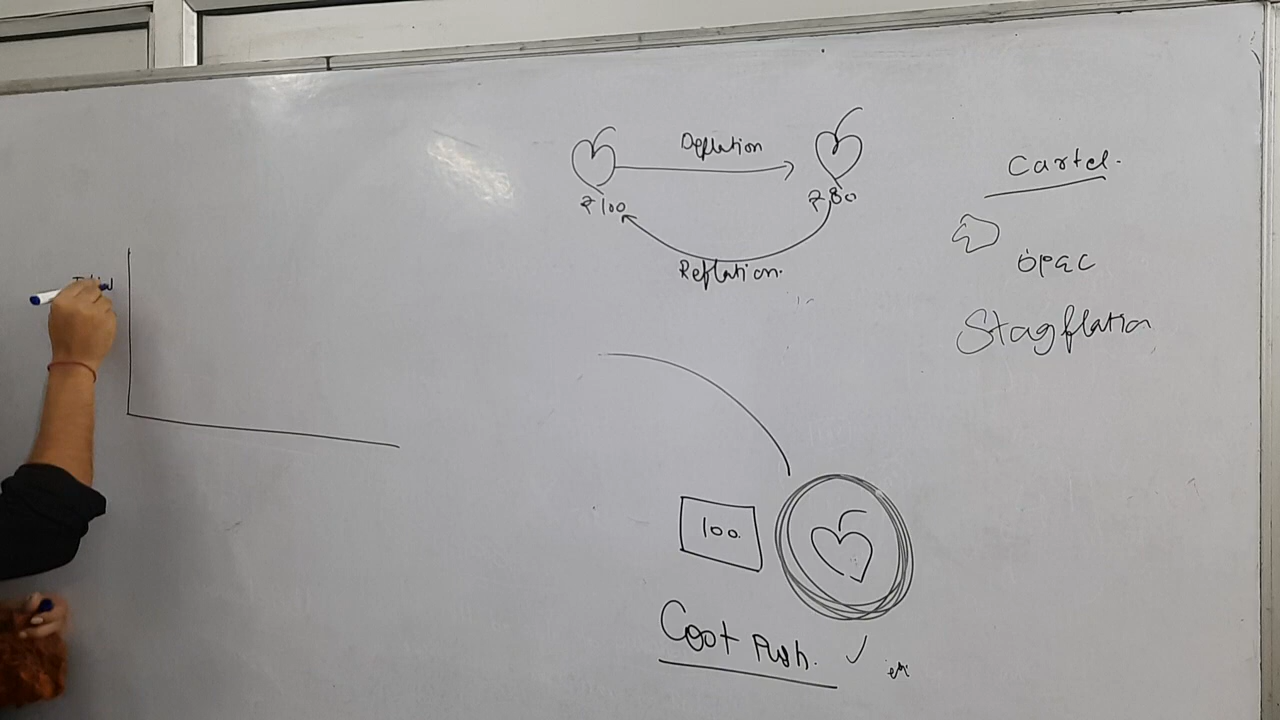 Deflation
₹100
₹80
Reflation.
Cartel.
OPEC
Stagflation
100.
Cost Push. ✓